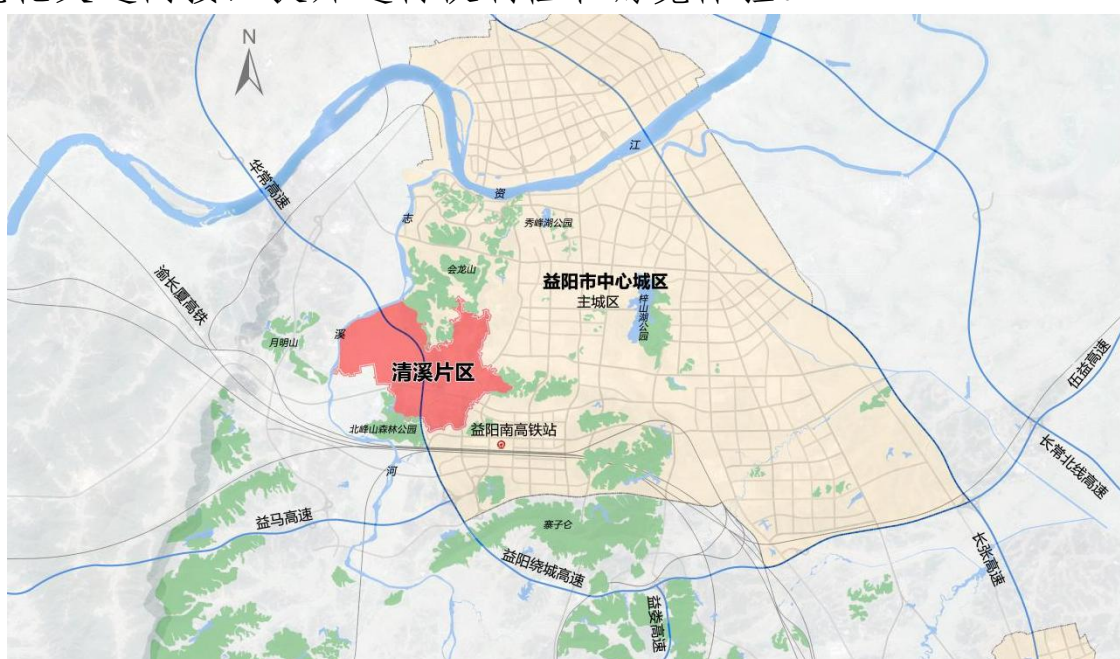 N
华常高速
江
资
志
秀峰湖公园
会龙山
益阳市中心城区
主城区
梓山湖公园
渝长厦高铁
溪
月明山
清溪片区
伍益高速
北峰山森林公园
益阳南高铁站
长常北线高速
河
益马高速
寨子仑
长张高速
益阳绕城高速
益娄高速